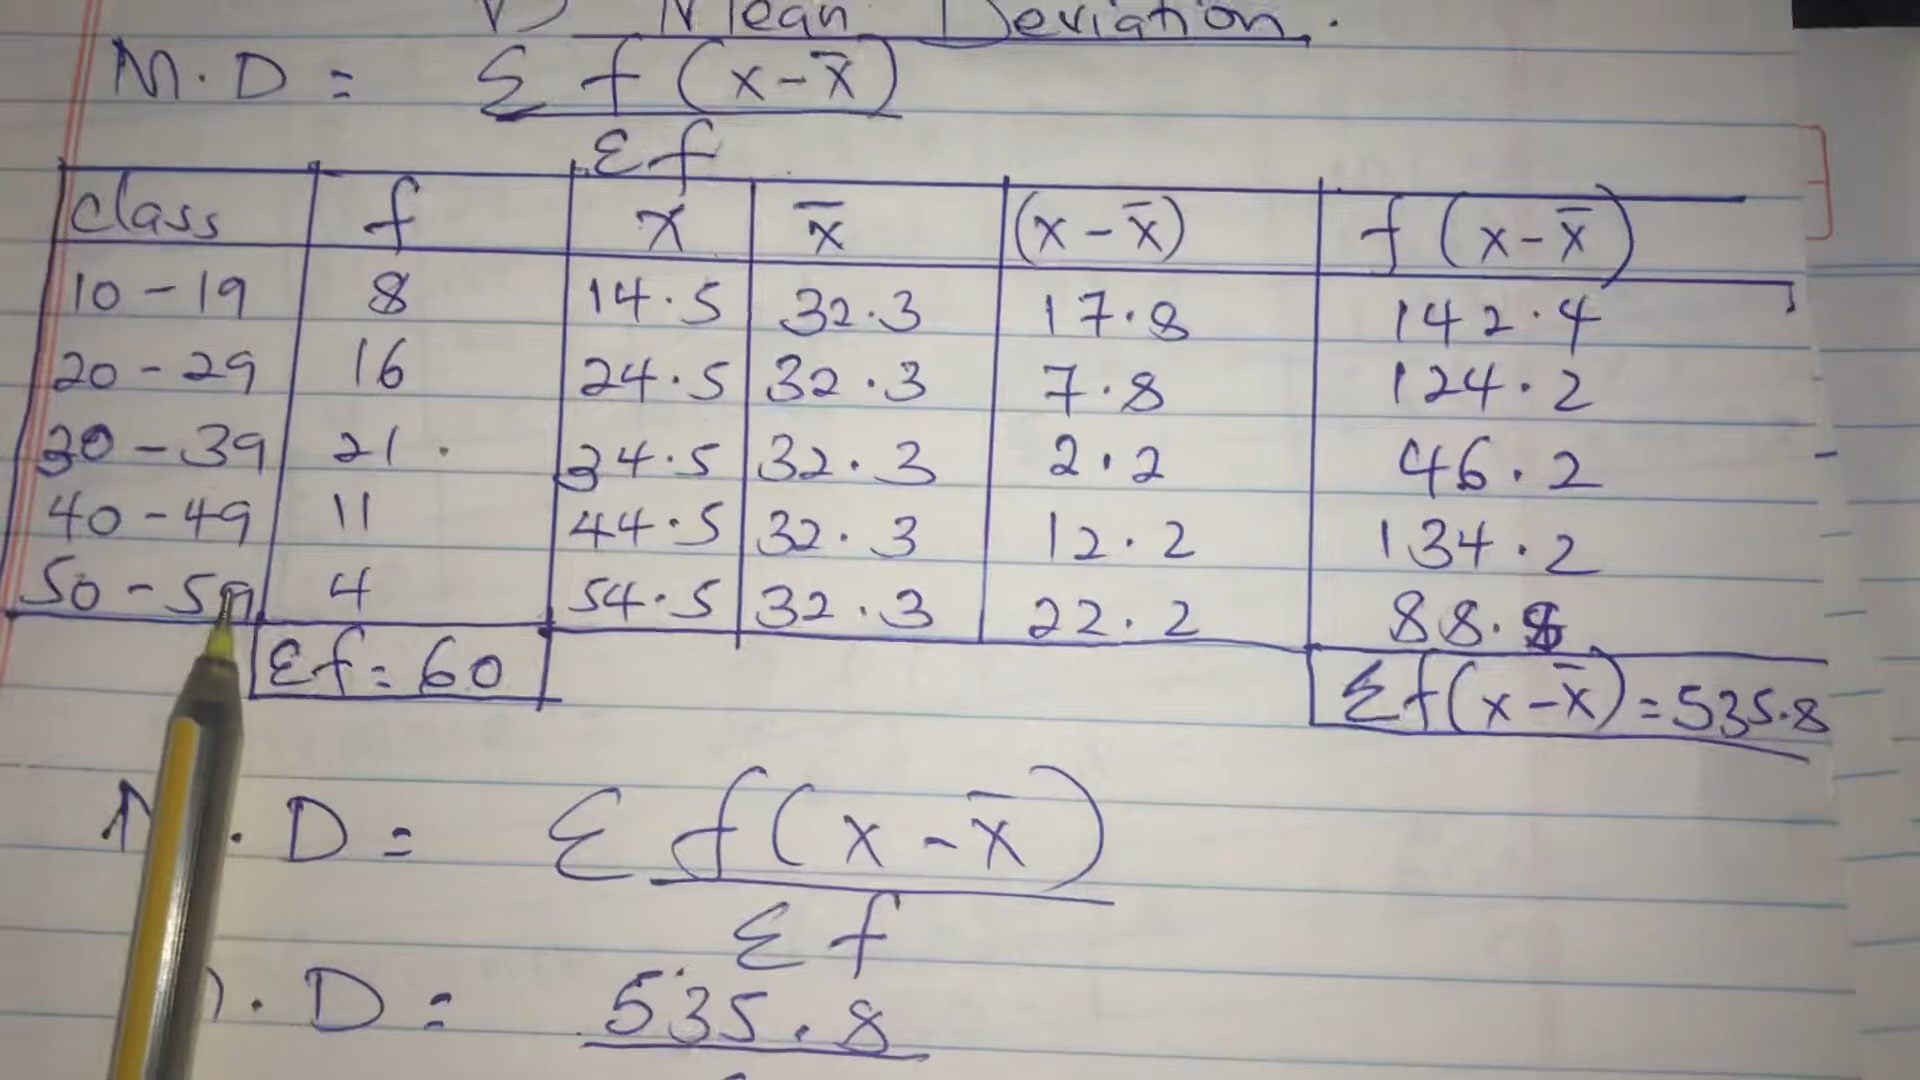 1) Mean Deviation.
M.D = Σf(x-x̄)
Σf
class f x x̄ (x-x̄) f(x-x̄)
10-19 8 14.5 32.3 17.8 142.4
20-29 16 24.5 32.3 7.8 124.2
30-39 21. 34.5 32.3 2.2 46.2
40-49 11 44.5 32.3 12.2 134.2
50-59 4 54.5 32.3 22.2 88.8
Σf = 60 Σf(x-x̄) = 535.8
M.D = Σf(x-x̄)
Σf
.D = 535.8